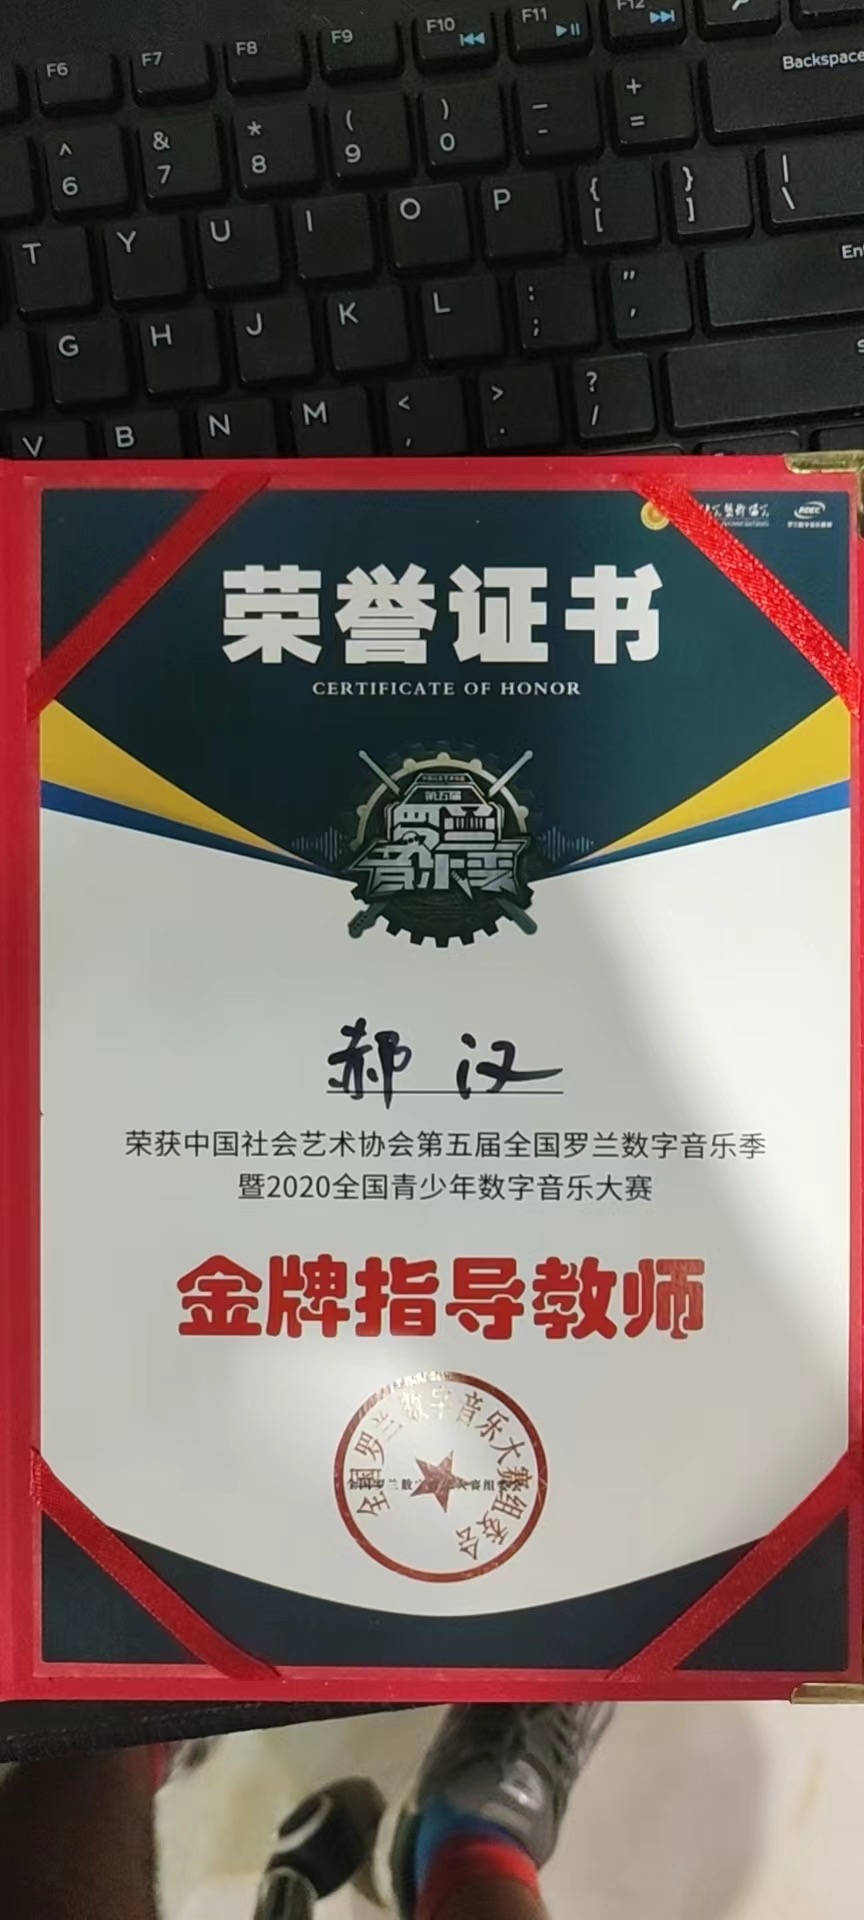 F6 F7 F8 F9 F10 F11 F12
Backspace
^ & * ( ) _ +
6 7 8 9 0 - =
T Y U I O P { } |
[ ] \
G H J K L : "
; '
V B N M < > ?
, . /
荣誉证书
CERTIFICATE OF HONOR
第五届
罗兰
音乐季
郝汉
荣获中国社会艺术协会第五届全国罗兰数字音乐季
暨2020全国青少年数字音乐大赛
金牌指导教师
全国罗兰数字音乐大赛组委会